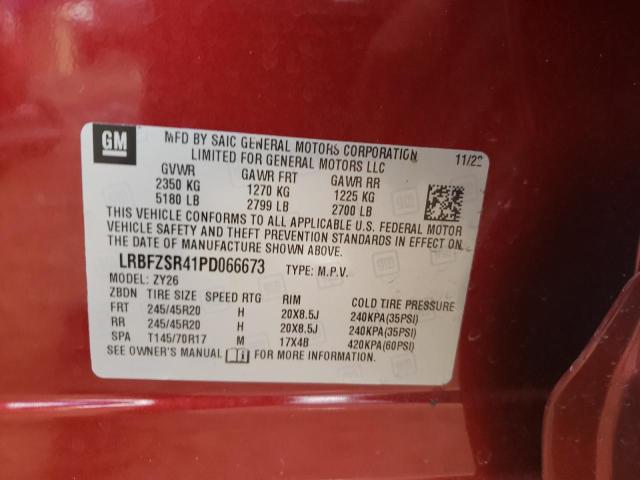 GM
MFD BY SAIC GENERAL MOTORS CORPORATION
LIMITED FOR GENERAL MOTORS LLC
11/22
GVWR GAWR FRT GAWR RR
2350 KG 1270 KG 1225 KG
5180 LB 2799 LB 2700 LB
THIS VEHICLE CONFORMS TO ALL APPLICABLE U.S. FEDERAL MOTOR
VEHICLE SAFETY AND THEFT PREVENTION STANDARDS IN EFFECT ON
THE DATE OF MANUFACTURE SHOWN ABOVE.
LRBFZSR41PD066673 TYPE: M.P.V.
MODEL: ZY26
ZBDN TIRE SIZE SPEED RTG RIM COLD TIRE PRESSURE
FRT 245/45R20 H 20X8.5J 240KPA(35PSI)
RR 245/45R20 H 20X8.5J 240KPA(35PSI)
SPA T145/70R17 M 17X4B 420KPA(60PSI)
SEE OWNER'S MANUAL FOR MORE INFORMATION.